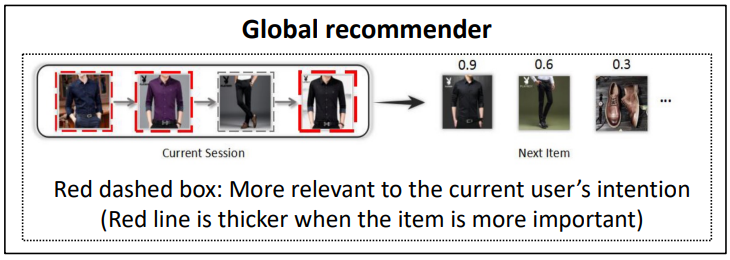 Global recommender
0.9 0.6 0.3
...
Current Session Next Item
Red dashed box: More relevant to the current user’s intention
(Red line is thicker when the item is more important)